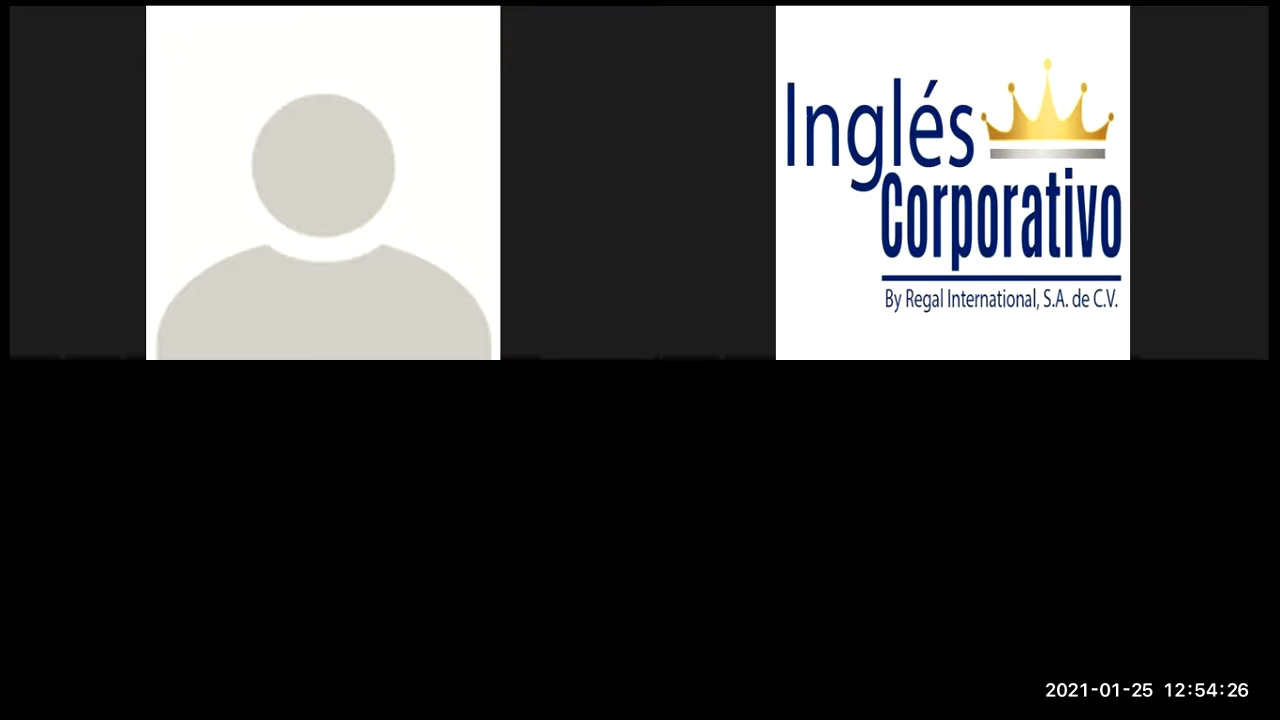 Inglés
Corporativo
By Regal International, S.A. de C.V.
2021-01-25 12:54:26